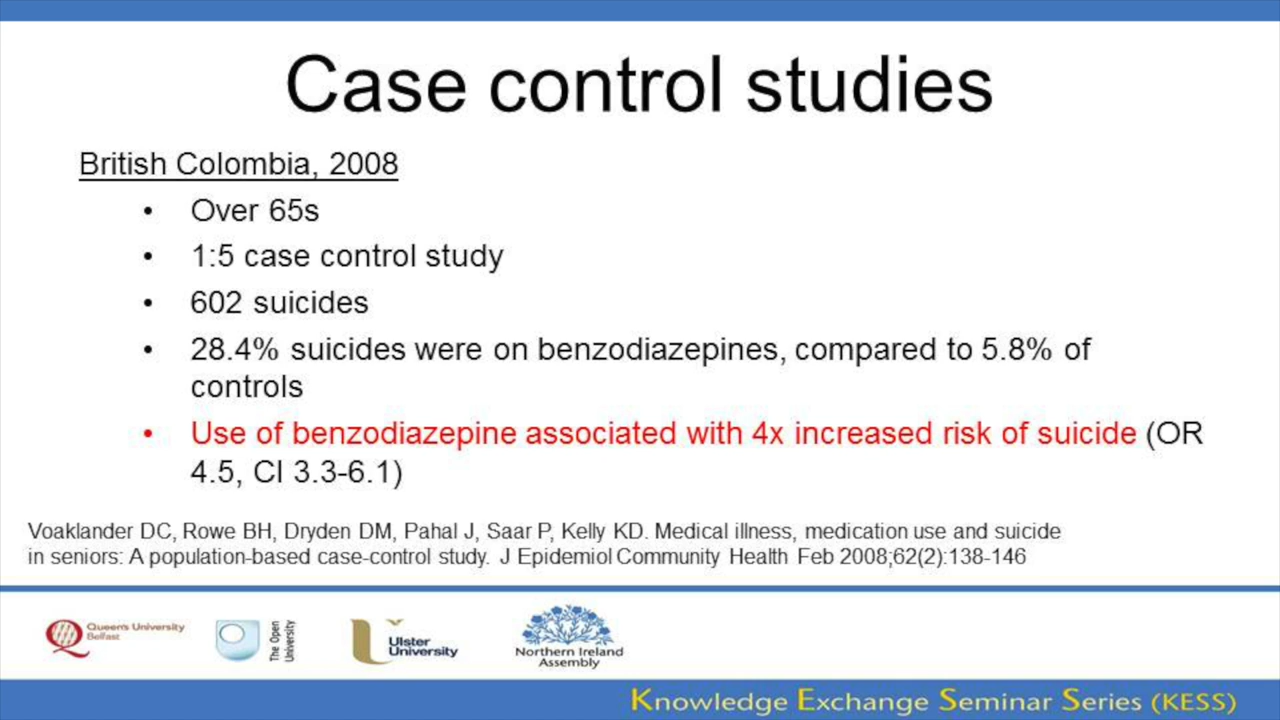 Case control studies
British Colombia, 2008
• Over 65s
• 1:5 case control study
• 602 suicides
• 28.4% suicides were on benzodiazepines, compared to 5.8% of
controls
• Use of benzodiazepine associated with 4x increased risk of suicide (OR
4.5, CI 3.3-6.1)
Voaklander DC, Rowe BH, Dryden DM, Pahal J, Saar P, Kelly KD. Medical illness, medication use and suicide
in seniors: A population-based case-control study. J Epidemiol Community Health Feb 2008;62(2):138-146
Queen's University
Belfast
The Open
University
Ulster
University
Northern Ireland
Assembly
Knowledge Exchange Seminar Series (KESS)